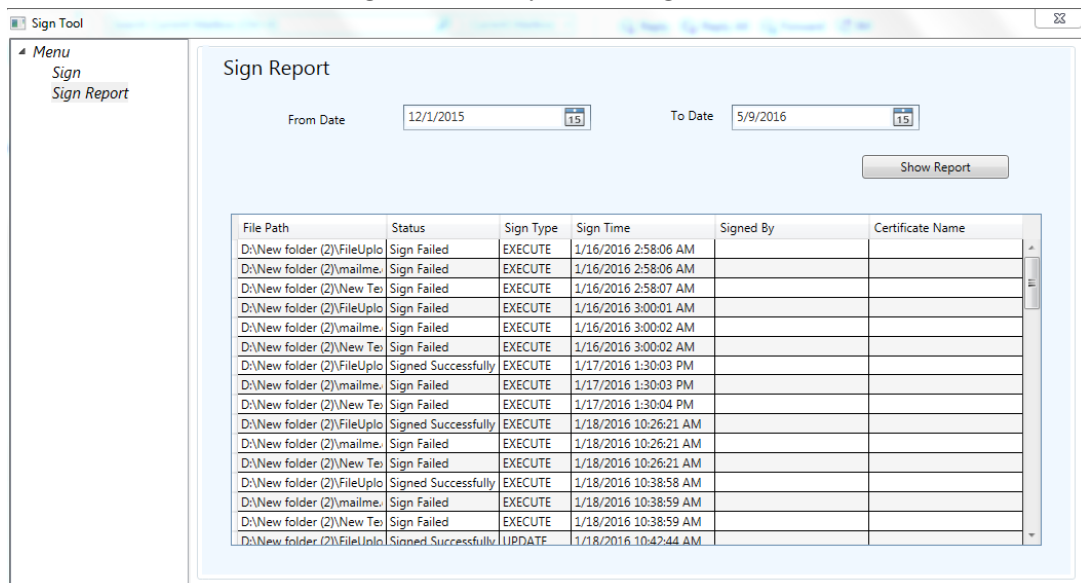 Sign Tool
Menu
Sign
Sign Report
Sign Report
From Date 12/1/2015 15 To Date 5/9/2016 15
Show Report
File Path Status Sign Type Sign Time Signed By Certificate Name
D:\New folder (2)\FileUplo Sign Failed EXECUTE 1/16/2016 2:58:06 AM
D:\New folder (2)\mailme. Sign Failed EXECUTE 1/16/2016 2:58:06 AM
D:\New folder (2)\New Te Sign Failed EXECUTE 1/16/2016 2:58:07 AM
D:\New folder (2)\FileUplo Sign Failed EXECUTE 1/16/2016 3:00:01 AM
D:\New folder (2)\mailme. Sign Failed EXECUTE 1/16/2016 3:00:02 AM
D:\New folder (2)\New Te Sign Failed EXECUTE 1/16/2016 3:00:02 AM
D:\New folder (2)\FileUplo Signed Successfully EXECUTE 1/17/2016 1:30:03 PM
D:\New folder (2)\mailme. Sign Failed EXECUTE 1/17/2016 1:30:03 PM
D:\New folder (2)\New Te Sign Failed EXECUTE 1/17/2016 1:30:04 PM
D:\New folder (2)\FileUplo Signed Successfully EXECUTE 1/18/2016 10:26:21 AM
D:\New folder (2)\mailme. Sign Failed EXECUTE 1/18/2016 10:26:21 AM
D:\New folder (2)\New Te Sign Failed EXECUTE 1/18/2016 10:26:21 AM
D:\New folder (2)\FileUplo Signed Successfully EXECUTE 1/18/2016 10:38:58 AM
D:\New folder (2)\mailme. Sign Failed EXECUTE 1/18/2016 10:38:59 AM
D:\New folder (2)\New Te Sign Failed EXECUTE 1/18/2016 10:38:59 AM
D:\New folder (2)\FileUplo Signed Successfully UPDATE 1/18/2016 10:42:44 AM